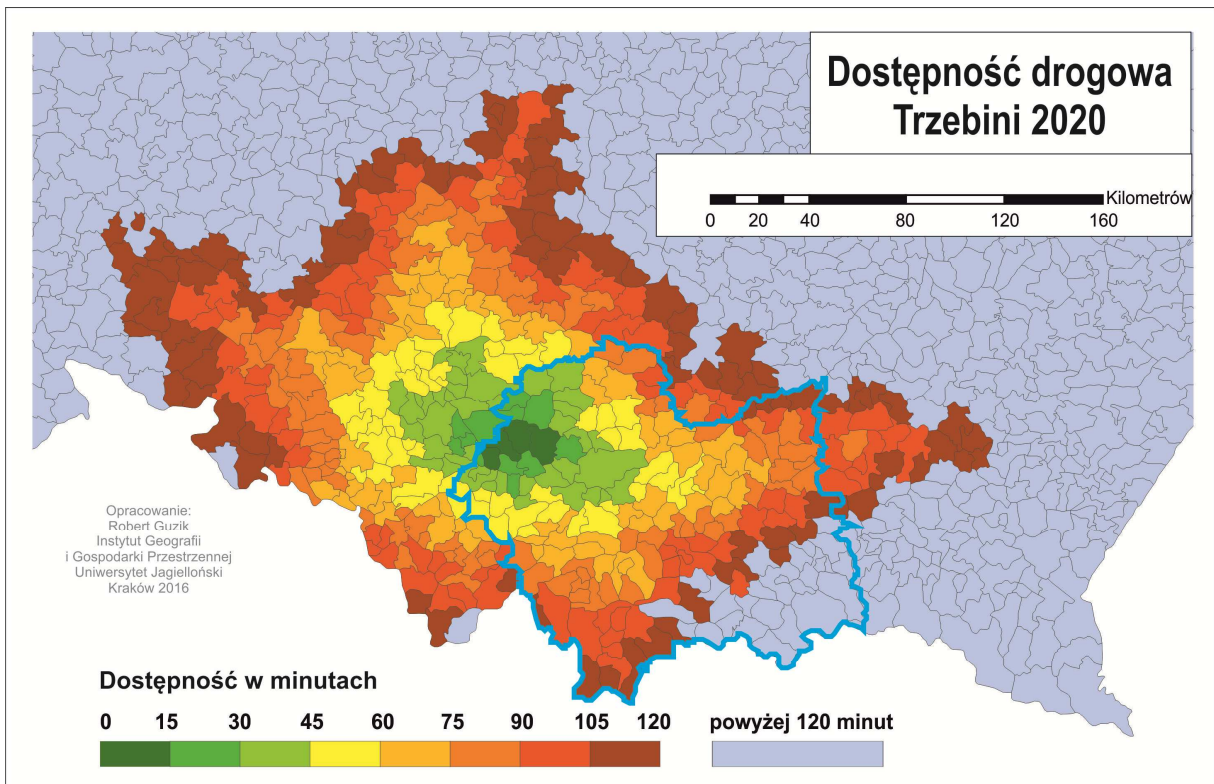 Dostępność drogowa
Trzebini 2020
Kilometrów
0 20 40 80 120 160
Opracowanie:
Robert Guzik
Instytut Geografii
i Gospodarki Przestrzennej
Uniwersytet Jagielloński
Kraków 2016
Dostępność w minutach
0 15 30 45 60 75 90 105 120
powyżej 120 minut